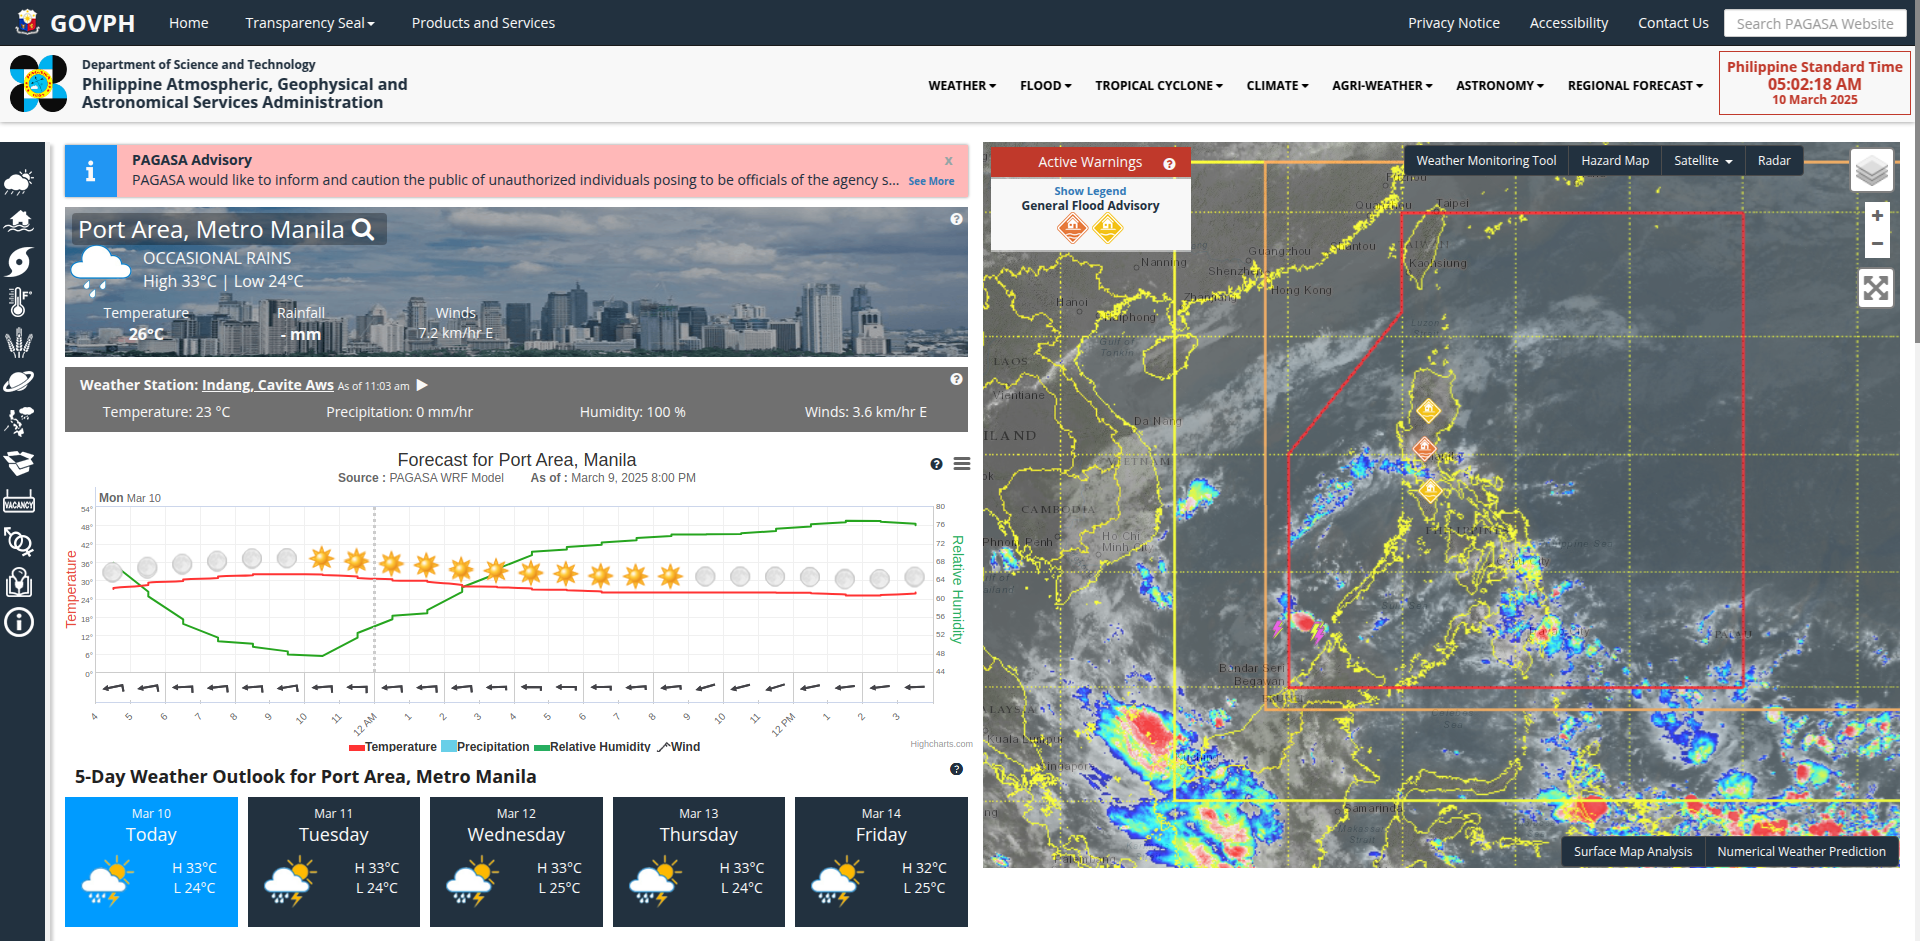 GOVPH
Home
Transparency Seal
Products and Services
Privacy Notice
Accessibility
Contact Us
Search PAGASA Website
Department of Science and Technology
Philippine Atmospheric, Geophysical and
Astronomical Services Administration
WEATHER
FLOOD
TROPICAL CYCLONE
CLIMATE
AGRI-WEATHER
ASTRONOMY
REGIONAL FORECAST
Philippine Standard Time
05:02:18 AM
10 March 2025
VACANCY
PAGASA Advisory
x
PAGASA would like to inform and caution the public of unauthorized individuals posing to be officials of the agency s...
See More
Port Area, Metro Manila
OCCASIONAL RAINS
High 33°C | Low 24°C
Temperature
26°C
Rainfall
- mm
Winds
7.2 km/hr E
Weather Station: Indang, Cavite Aws As of 11:03 am
Temperature: 23 °C
Precipitation: 0 mm/hr
Humidity: 100 %
Winds: 3.6 km/hr E
Forecast for Port Area, Manila
Source : PAGASA WRF Model As of : March 9, 2025 8:00 PM
Mon Mar 10
Temperature
54°
48°
42°
36°
30°
24°
18°
12°
6°
0°
80
76
72
68
64
60
56
52
48
44
Relative Humidity
4 5 6 7 8 9 10 11 12 AM 1 2 3 4 5 6 7 8 9 10 11 12 PM 1 2 3
Temperature Precipitation Relative Humidity Wind
Highcharts.com
5-Day Weather Outlook for Port Area, Metro Manila
Mar 10
Today
H 33°C
L 24°C
Mar 11
Tuesday
H 33°C
L 24°C
Mar 12
Wednesday
H 33°C
L 25°C
Mar 13
Thursday
H 33°C
L 24°C
Mar 14
Friday
H 32°C
L 25°C
Active Warnings
Show Legend
General Flood Advisory
Weather Monitoring Tool
Hazard Map
Satellite
Radar
+
−
Taipei
Guangzhou
Nanning
Shenzhen
Kaohsiung
Hong Kong
Hanoi
LAOS
Vientiane
Da Nang
VIETNAM
CAMBODIA
Ho Chi
Minh
Bandar Seri
Begawan
PALAU
Kuala Lumpur
Kuching
Samarinda
Surface Map Analysis
Numerical Weather Prediction